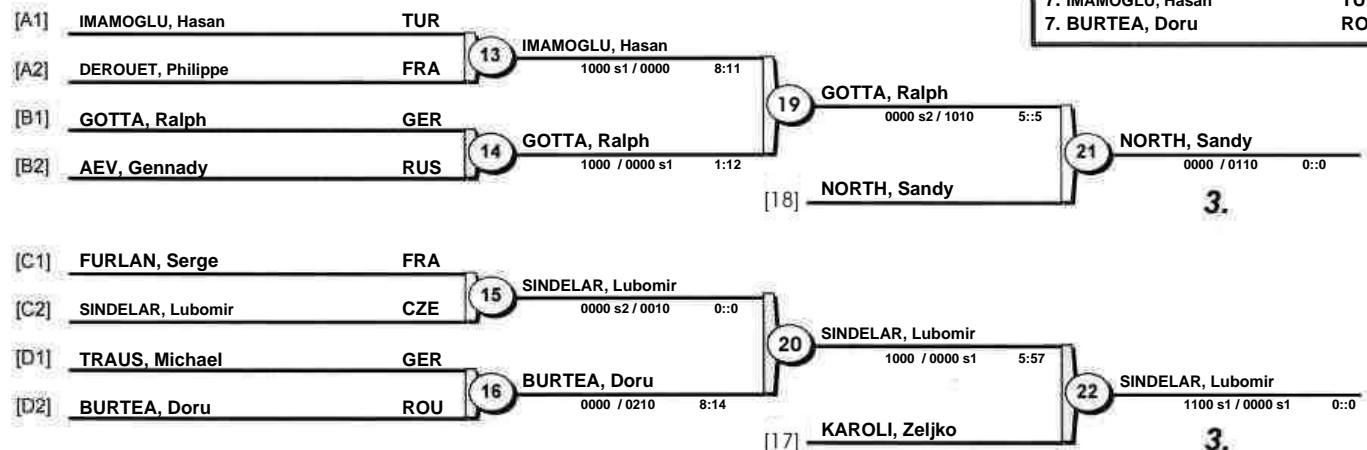 7. IMAMOGLU, Hasan TU
7. BURTEA, Doru RO
[A1] IMAMOGLU, Hasan TUR
13 IMAMOGLU, Hasan
1000 s1 / 0000 8:11
[A2] DEROUET, Philippe FRA
19 GOTTA, Ralph
0000 s2 / 1010 5::5
[B1] GOTTA, Ralph GER
14 GOTTA, Ralph
1000 / 0000 s1 1:12
[B2] AEV, Gennady RUS
21 NORTH, Sandy
0000 / 0110 0::0
[18] NORTH, Sandy
3.
[C1] FURLAN, Serge FRA
15 SINDELAR, Lubomir
0000 s2 / 0010 0::0
[C2] SINDELAR, Lubomir CZE
20 SINDELAR, Lubomir
1000 / 0000 s1 5:57
[D1] TRAUS, Michael GER
16 BURTEA, Doru
0000 / 0210 8:14
[D2] BURTEA, Doru ROU
22 SINDELAR, Lubomir
1100 s1 / 0000 s1 0::0
[17] KAROLI, Zeljko
3.